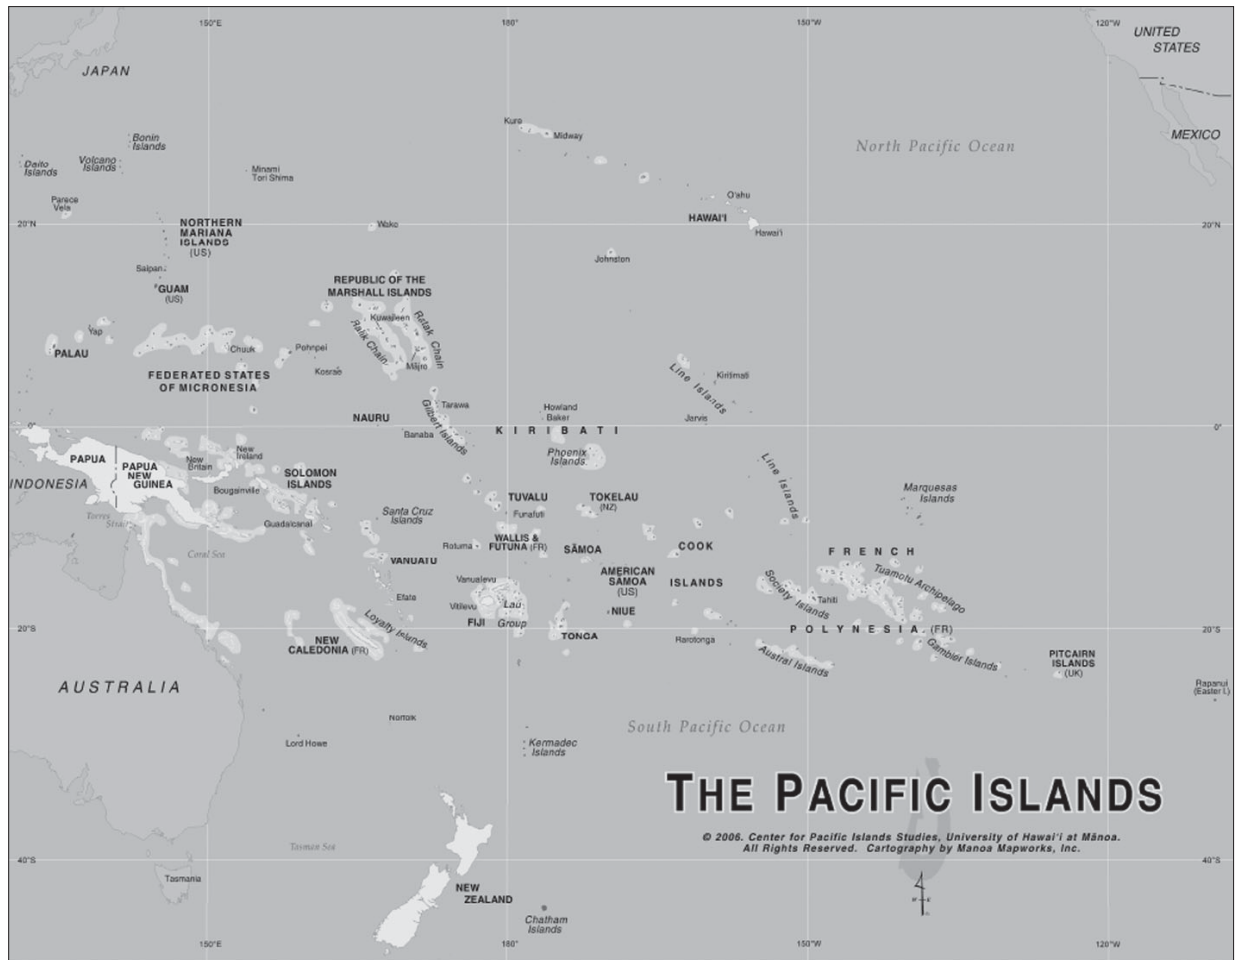 150°E
180°
150°W
120°W
UNITED
STATES
JAPAN
Kure
Midway
MEXICO
North Pacific Ocean
Bonin
Islands
Volcano
Islands
Daito
Islands
Minami
Tori Shima
Parece
Vela
O'ahu
HAWAI'I
Hawai'i
20°N
20°N
NORTHERN
MARIANA
ISLANDS
(US)
Wake
Johnston
Saipan
GUAM
(US)
REPUBLIC OF THE
MARSHALL ISLANDS
Kuwajleen
Ralik Chain
Ratak Chain
Majro
Yap
PALAU
Chuuk
Pohnpei
Kosrae
FEDERATED STATES
OF MICRONESIA
Line Islands
Kiritimati
Jarvis
NAURU
Tarawa
Gilbert Islands
Banaba
Howland
Baker
KIRIBATI
Phoenix
Islands
0°
0°
PAPUA
PAPUA
NEW
GUINEA
INDONESIA
New
Britain
New
Ireland
Bougainville
SOLOMON
ISLANDS
Guadalcanal
Torres
Strait
Coral Sea
Santa Cruz
Islands
TUVALU
Funafuti
TOKELAU
(NZ)
Line Islands
Marquesas
Islands
Rotuma
WALLIS &
FUTUNA (FR)
SĀMOA
COOK
ISLANDS
FRENCH
POLYNESIA (FR)
VANUATU
AMERICAN
SAMOA
(US)
Vanualevu
Vitilevu
Lau
Group
FIJI
Efate
NIUE
TONGA
Society Islands
Tahiti
Tuamotu Archipelago
Rarotonga
Austral Islands
Gambier Islands
20°S
20°S
Loyalty Islands
NEW
CALEDONIA (FR)
PITCAIRN
ISLANDS
(UK)
Rapanui
(Easter I.)
AUSTRALIA
Norfolk
Lord Howe
Kermadec
Islands
South Pacific Ocean
THE PACIFIC ISLANDS
© 2006. Center for Pacific Islands Studies, University of Hawai'i at Mānoa.
All Rights Reserved. Cartography by Manoa Mapworks, Inc.
Tasman Sea
40°S
40°S
Tasmania
NEW
ZEALAND
Chatham
Islands
150°E
180°
150°W
120°W